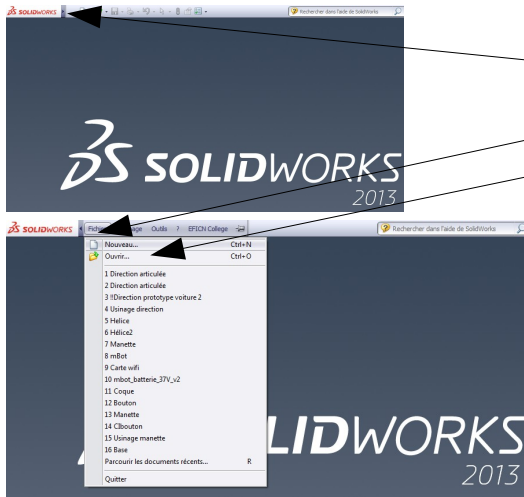 SOLIDWORKS
Rechercher dans l'aide de SolidWorks
SOLIDWORKS
2013
SOLIDWORKS
Outils ? EFICN College
Rechercher dans l'aide de SolidWorks
Nouveau... Ctrl+N
Ouvrir... Ctrl+O
1 Direction articulée
2 Direction articulée
3 !!Direction prototype voiture 2
4 Usinage direction
5 Helice
6 Hélice2
7 Manette
8 mBot
9 Carte wifi
10 mbot_batterie_37V_v2
11 Coque
12 Bouton
13 Manette
14 CIbouton
15 Usinage manette
16 Base
Parcourir les documents récents... R
Quitter
LIDWORKS
2013